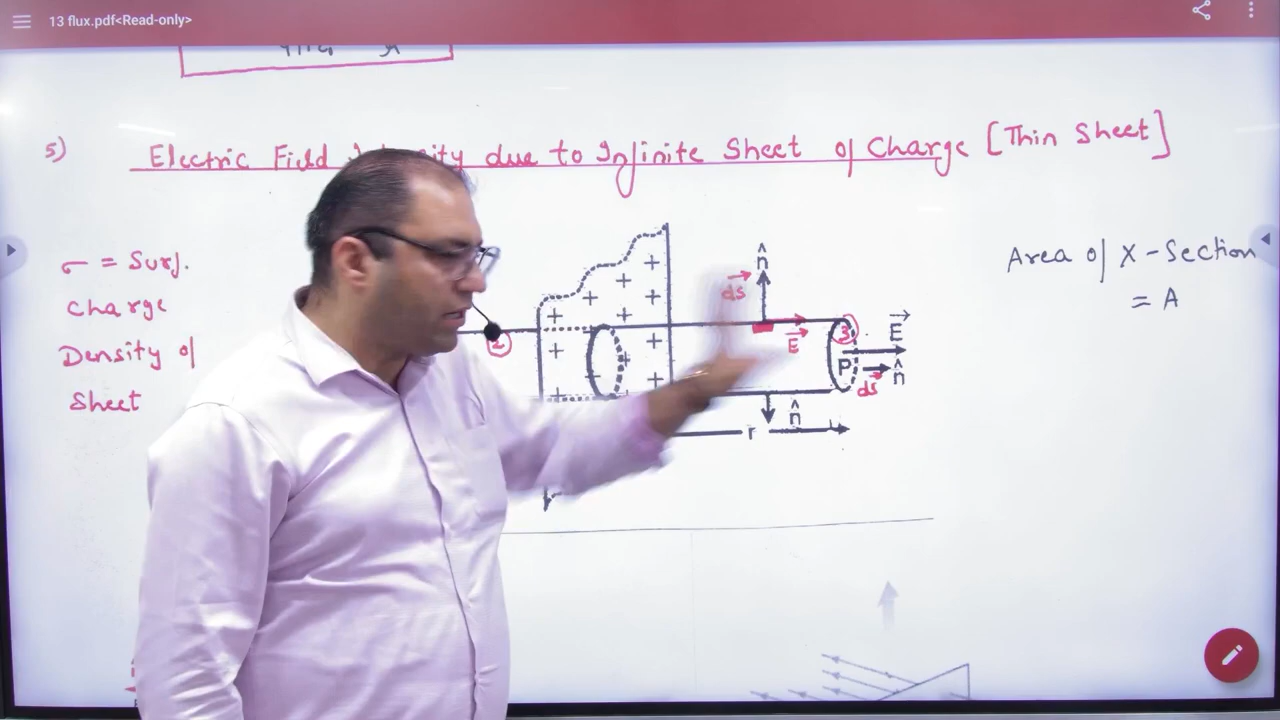 13 flux.pdf<Read-only>
5) Electric Field due to Infinite Sheet of Charge [Thin Sheet]
σ = Surf.
Charge
Density of
Sheet
Area of X-Section
= A
n̂
ds
E
2
3
E
P
n̂
ds
n̂
r